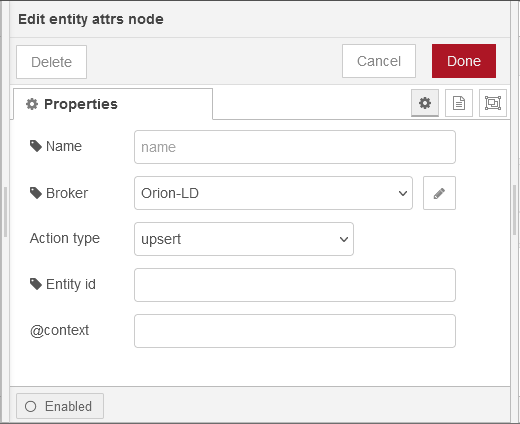 Edit entity attrs node
Delete
Cancel
Done
Properties
Name
name
Broker
Orion-LD
Action type
upsert
Entity id
@context
Enabled